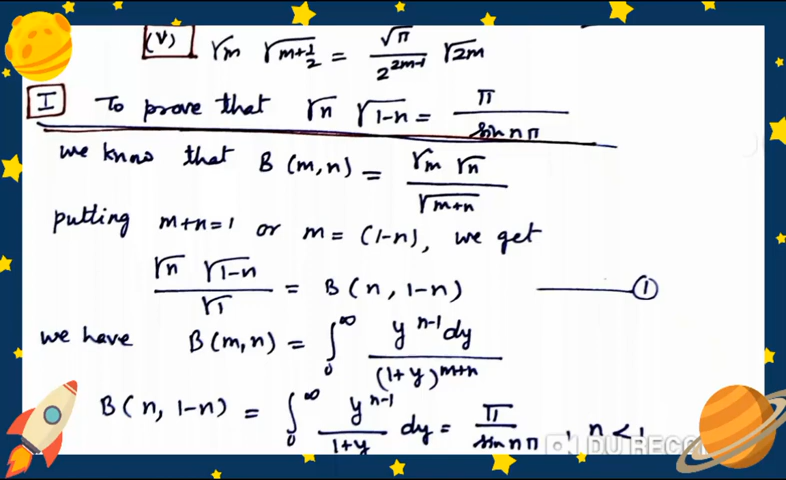 (V) Γm Γm+1/2 = √π/2^(2m-1) Γ2m
I To prove that Γn Γ1-n = π/sin nπ
we know that B(m,n) = Γm Γn/Γm+n
putting m+n=1 or m=(1-n), we get
Γn Γ1-n/Γ1 = B(n, 1-n) ——— ①
we have B(m,n) = ∫₀^∞ y^(n-1) dy/(1+y)^(m+n)
B(n, 1-n) = ∫₀^∞ y^(n-1)/(1+y) dy = π/sin nπ, n < 1
DU RECO